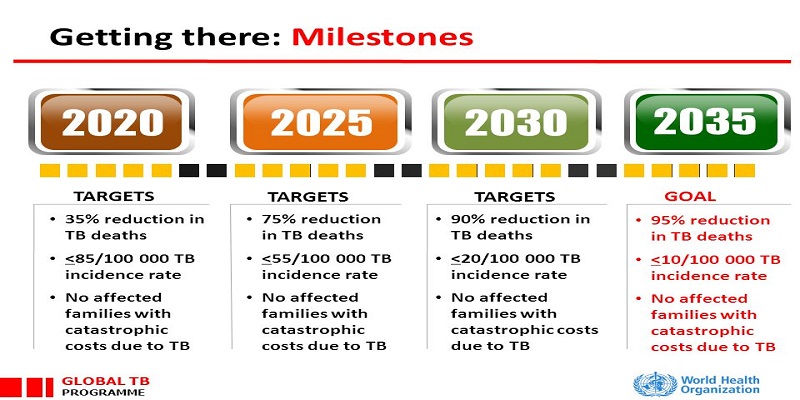 Getting there: Milestones
2020
2025
2030
2035
TARGETS
• 35% reduction in
TB deaths
• ≤85/100 000 TB
incidence rate
• No affected
families with
catastrophic
costs due to TB
TARGETS
• 75% reduction in
TB deaths
• ≤55/100 000 TB
incidence rate
• No affected
families with
catastrophic
costs due to TB
TARGETS
• 90% reduction in
TB deaths
• ≤20/100 000 TB
incidence rate
• No affected
families with
catastrophic costs
due to TB
GOAL
• 95% reduction
in TB deaths
• ≤10/100 000 TB
incidence rate
• No affected
families with
catastrophic
costs due to TB
GLOBAL TB
PROGRAMME
World Health
Organization